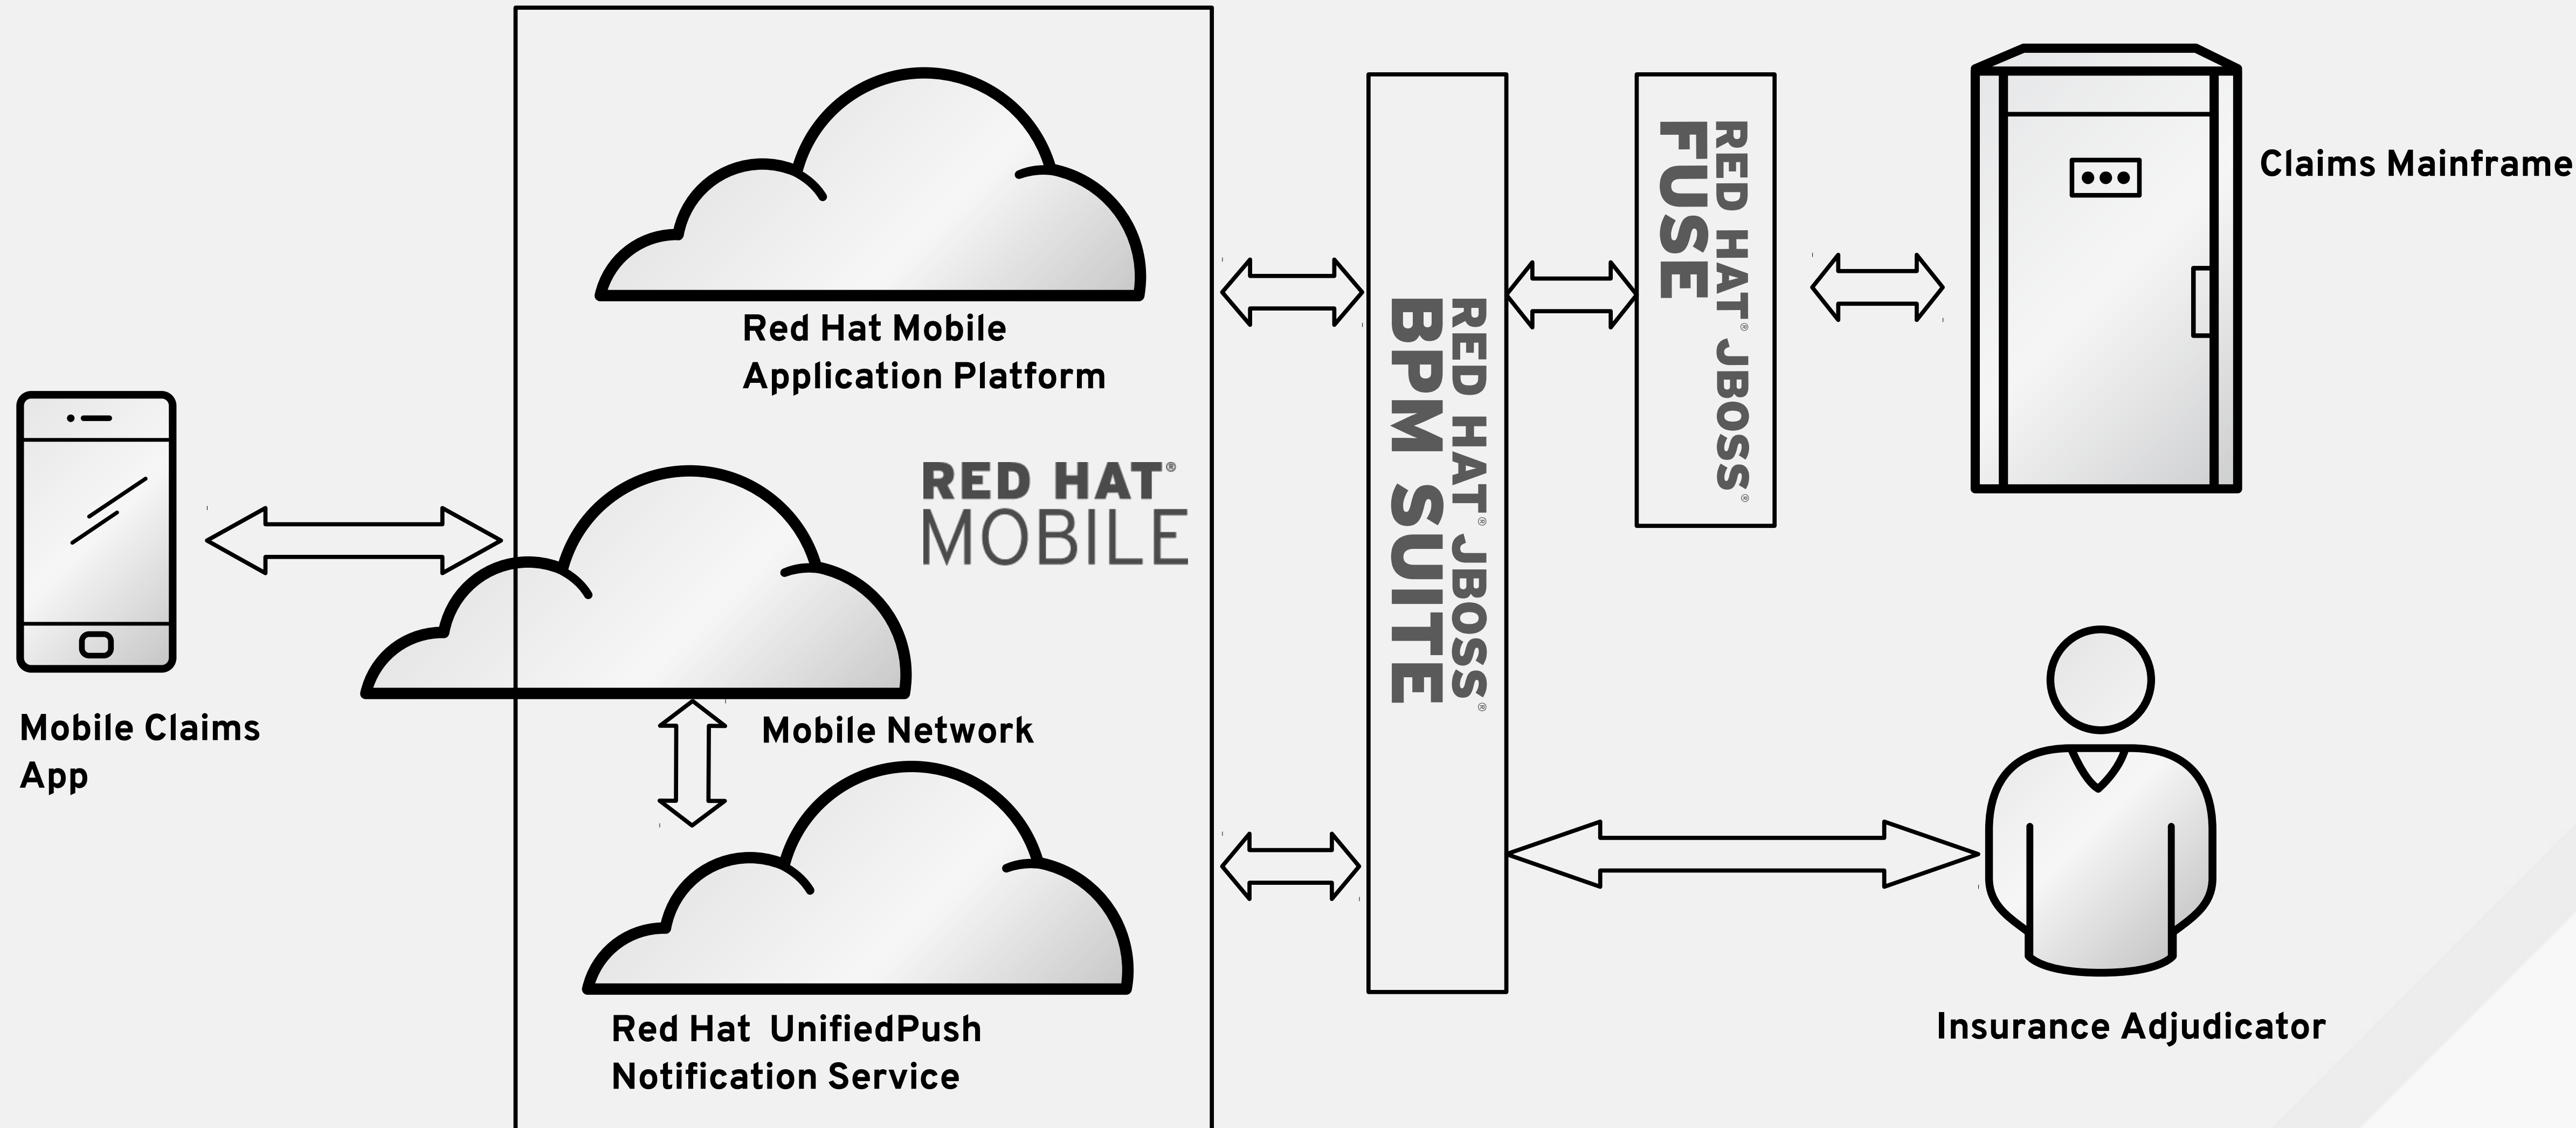 Mobile Claims
App
Red Hat Mobile
Application Platform
RED HAT®
MOBILE
Mobile Network
Red Hat  UnifiedPush
Notification Service
RED HAT® JBOSS®
BPM SUITE
RED HAT® JBOSS®
FUSE
Claims Mainframe
Insurance Adjudicator